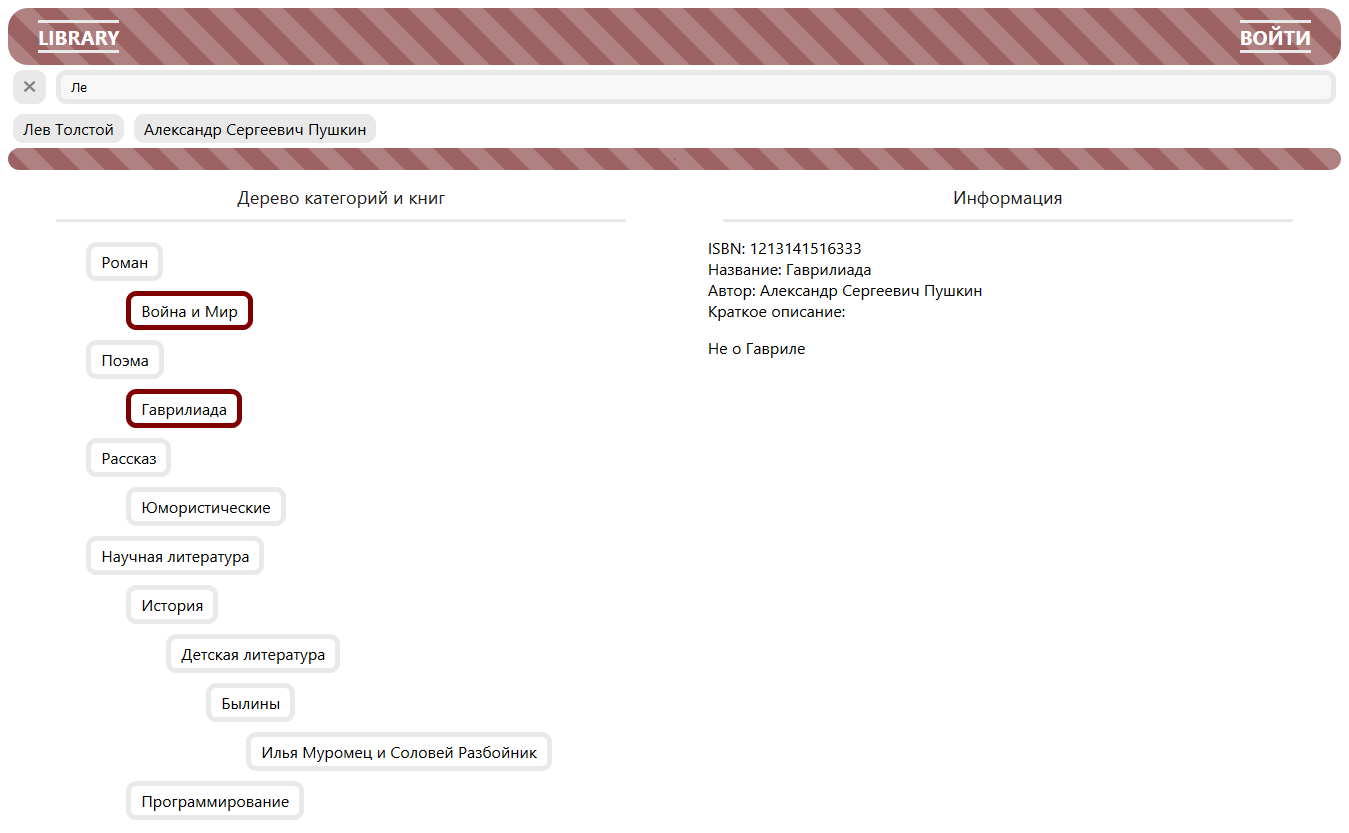 LIBRARY ВОЙТИ
✕ Ле
Лев Толстой Александр Сергеевич Пушкин
Дерево категорий и книг
Роман
Война и Мир
Поэма
Гаврилиада
Рассказ
Юмористические
Научная литература
История
Детская литература
Былины
Илья Муромец и Соловей Разбойник
Программирование
Информация
ISBN: 1213141516333
Название: Гаврилиада
Автор: Александр Сергеевич Пушкин
Краткое описание:
Не о Гавриле